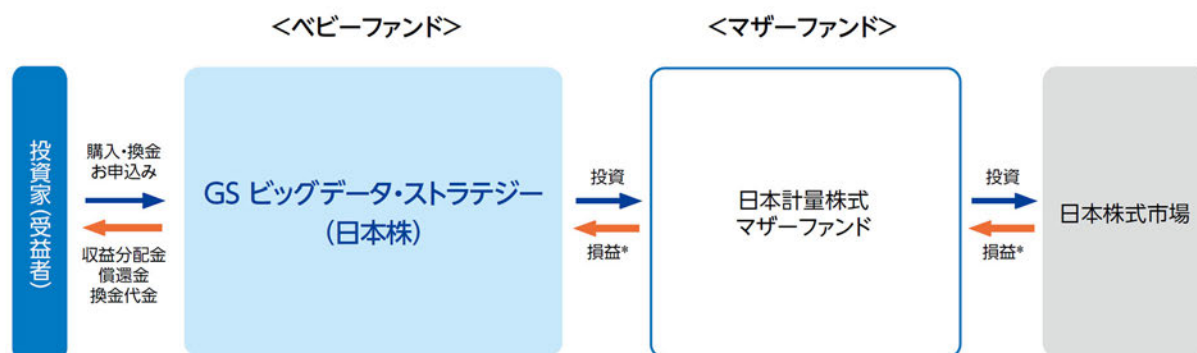 ＜ベビーファンド＞
＜マザーファンド＞
投資家（受益者）
購入・換金
お申込み
収益分配金
償還金
換金代金
GS ビッグデータ・ストラテジー
（日本株）
投資
損益*
日本計量株式
マザーファンド
投資
損益*
日本株式市場